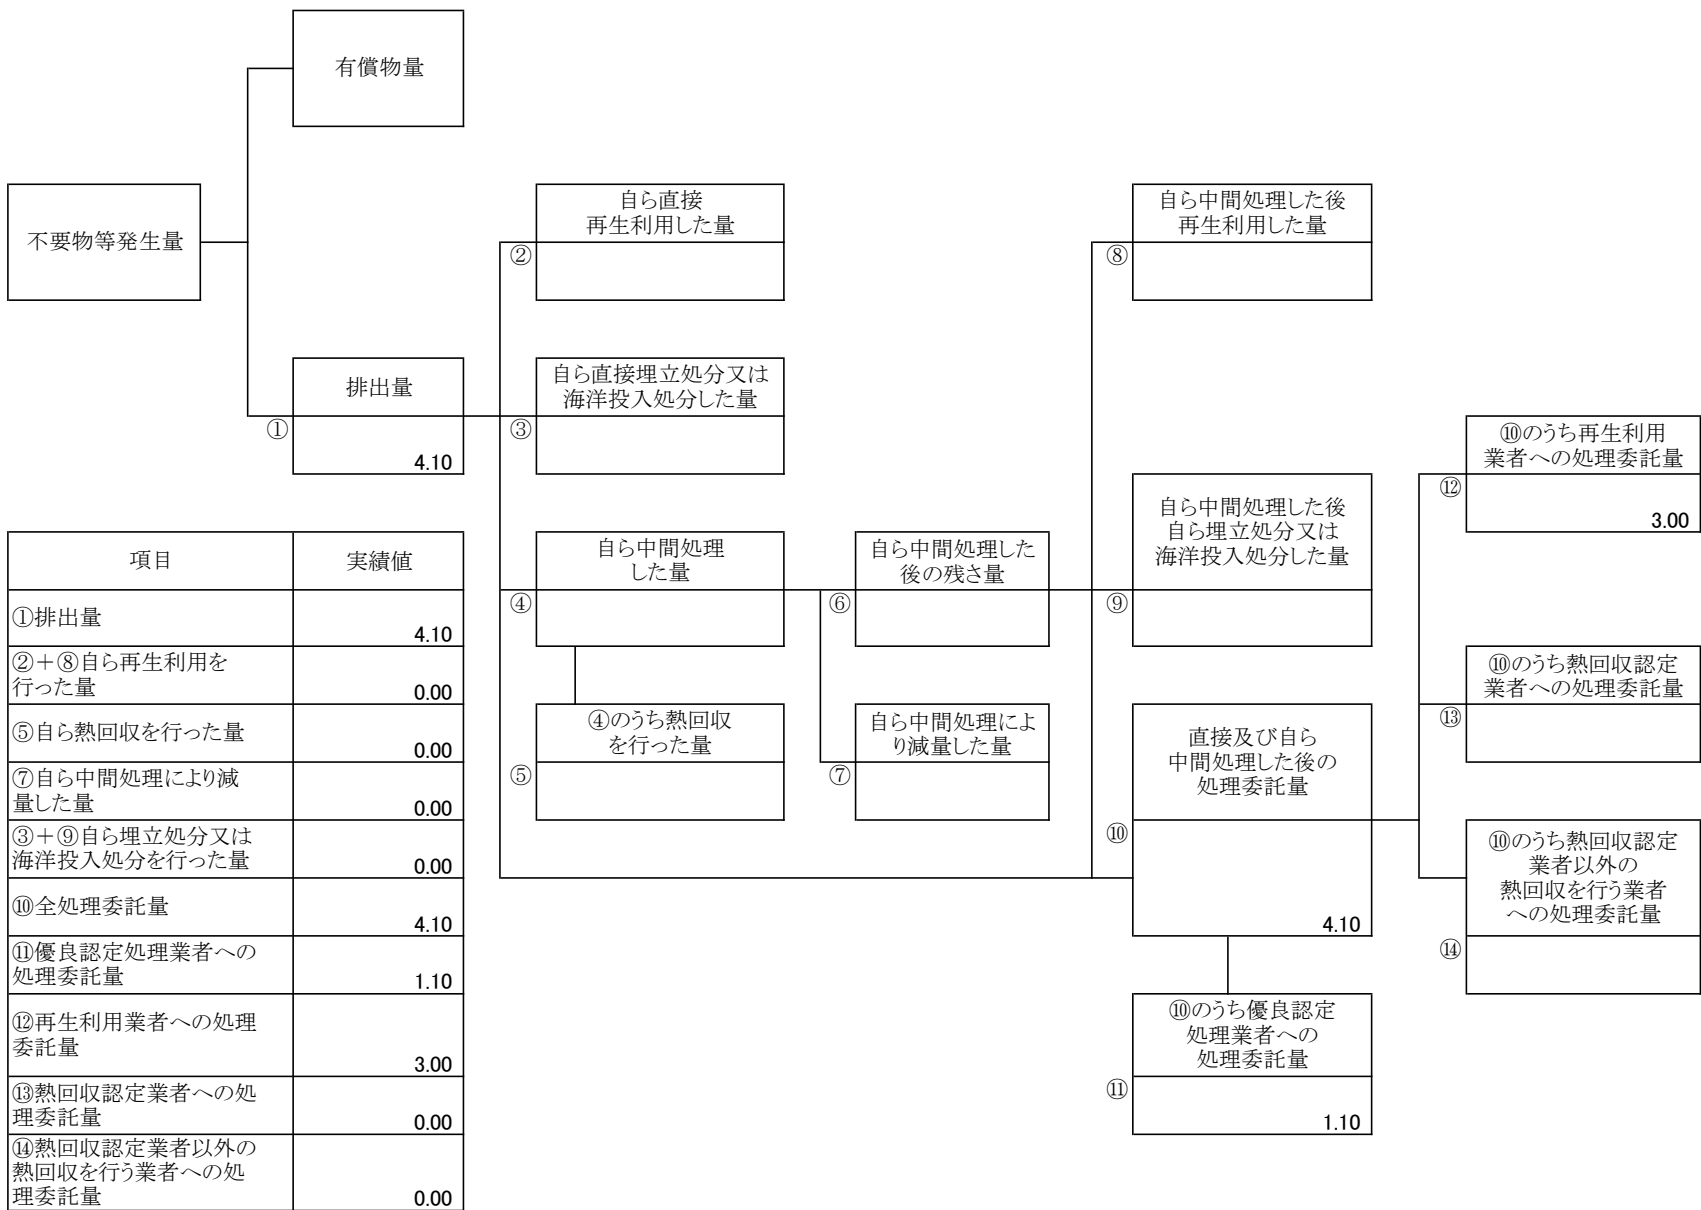 有償物量
不要物等発生量
自ら直接
再生利用した量
②
自ら中間処理した後
再生利用した量
⑧
排出量
①
4.10
自ら直接埋立処分又は
海洋投入処分した量
③
⑩のうち再生利用
業者への処理委託量
⑫
3.00
自ら中間処理
した量
④
自ら中間処理した
後の残さ量
⑥
自ら中間処理した後
自ら埋立処分又は
海洋投入処分した量
⑨
⑩のうち熱回収認定
業者への処理委託量
⑬
④のうち熱回収
を行った量
⑤
自ら中間処理によ
り減量した量
⑦
直接及び自ら
中間処理した後の
処理委託量
⑩
4.10
⑩のうち熱回収認定
業者以外の
熱回収を行う業者
への処理委託量
⑭
⑩のうち優良認定
処理業者への
処理委託量
⑪
1.10
項目 実績値
①排出量
4.10
②+⑧自ら再生利用を
行った量
0.00
⑤自ら熱回収を行った量
0.00
⑦自ら中間処理により減
量した量
0.00
③+⑨自ら埋立処分又は
海洋投入処分を行った量
0.00
⑩全処理委託量
4.10
⑪優良認定処理業者への
処理委託量
1.10
⑫再生利用業者への処理
委託量
3.00
⑬熱回収認定業者への処
理委託量
0.00
⑭熱回収認定業者以外の
熱回収を行う業者への処
理委託量
0.00